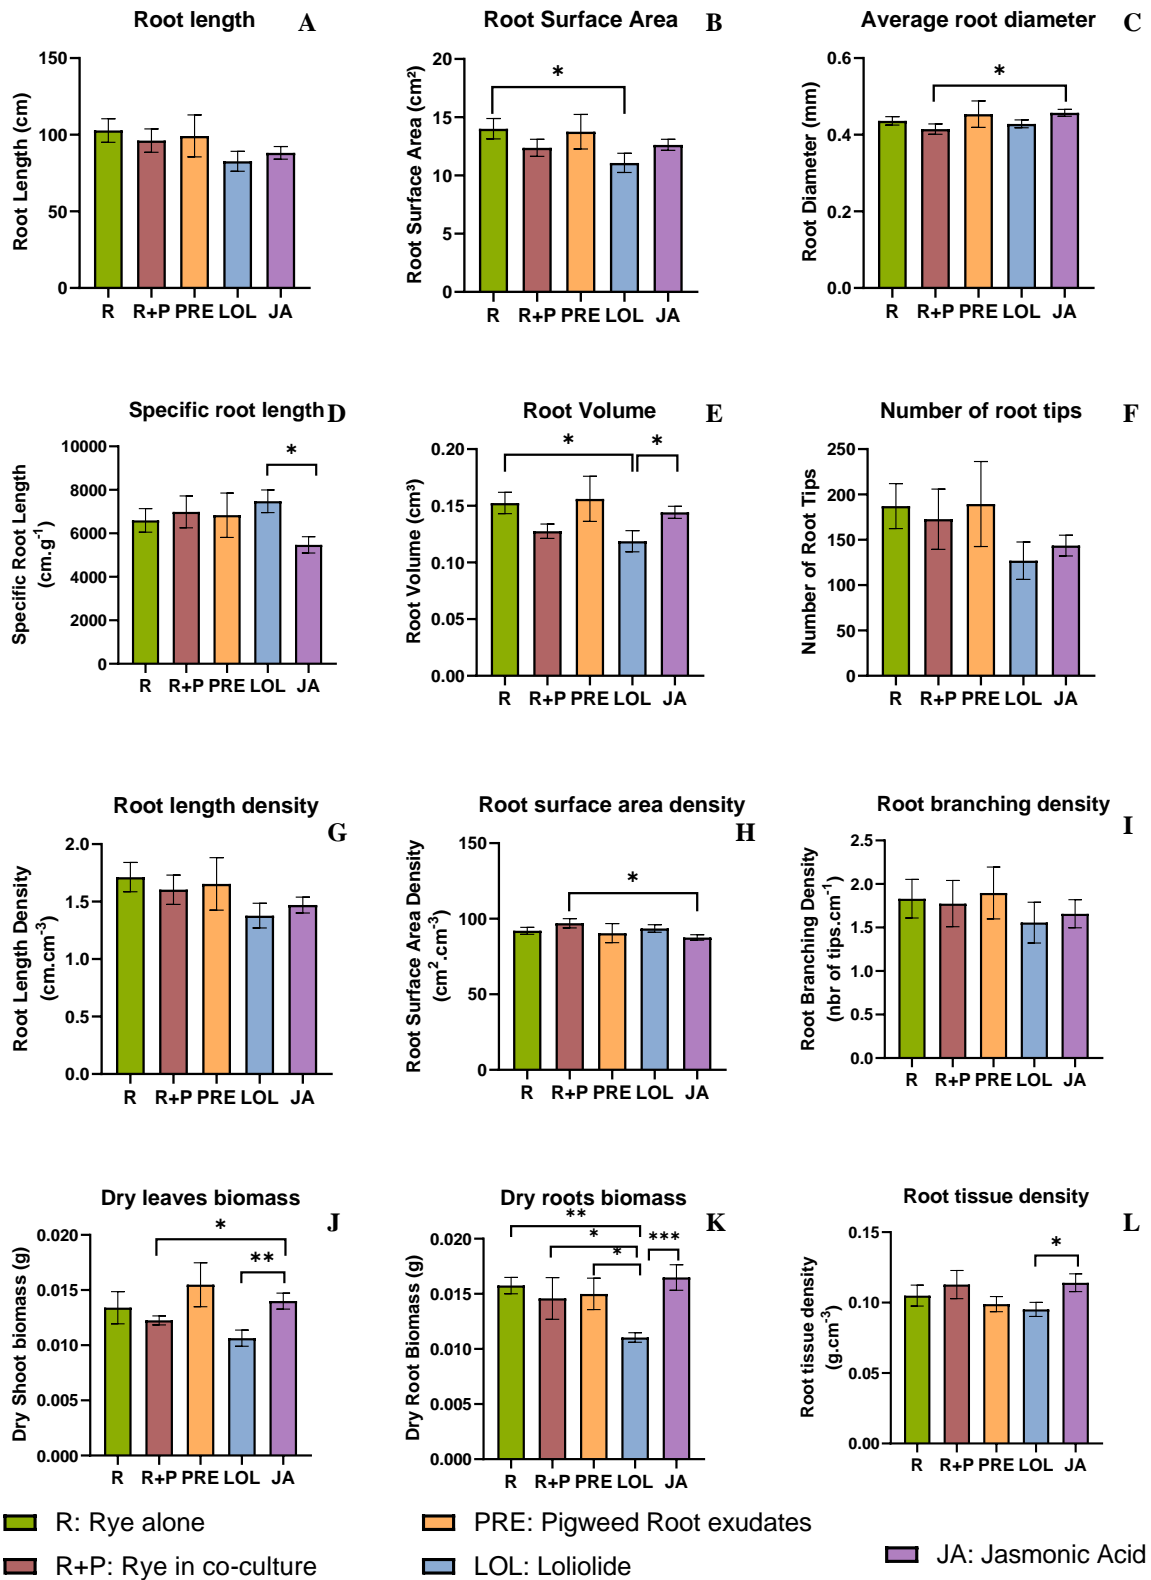 Root length A
Root Length (cm)
150
100
50
0
R R+P PRE LOL JA
Root Surface Area B
Root Surface Area (cm²)
20
15
10
5
0
*
R R+P PRE LOL JA
Average root diameter C
Root Diameter (mm)
0.6
0.4
0.2
0.0
*
R R+P PRE LOL JA
Specific root length D
Specific Root Length
(cm.g⁻¹)
10000
8000
6000
4000
2000
0
*
R R+P PRE LOL JA
Root Volume E
Root Volume (cm³)
0.20
0.15
0.10
0.05
0.00
* *
R R+P PRE LOL JA
Number of root tips F
Number of Root Tips
250
200
150
100
50
0
R R+P PRE LOL JA
Root length density G
Root Length Density
(cm.cm⁻³)
2.0
1.5
1.0
0.5
0.0
R R+P PRE LOL JA
Root surface area density H
Root Surface Area Density
(cm².cm⁻³)
150
100
50
0
*
R R+P PRE LOL JA
Root branching density I
Root Branching Density
(nbr of tips.cm⁻¹)
2.5
2.0
1.5
1.0
0.5
0.0
R R+P PRE LOL JA
Dry leaves biomass J
Dry Shoot biomass (g)
0.020
0.015
0.010
0.005
0.000
*
**
R R+P PRE LOL JA
Dry roots biomass K
Dry Root Biomass (g)
0.020
0.015
0.010
0.005
0.000
**
* ***
*
R R+P PRE LOL JA
Root tissue density L
Root tissue density
(g.cm⁻³)
0.15
0.10
0.05
0.00
*
R R+P PRE LOL JA
R: Rye alone
R+P: Rye in co-culture
PRE: Pigweed Root exudates
LOL: Loliolide
JA: Jasmonic Acid